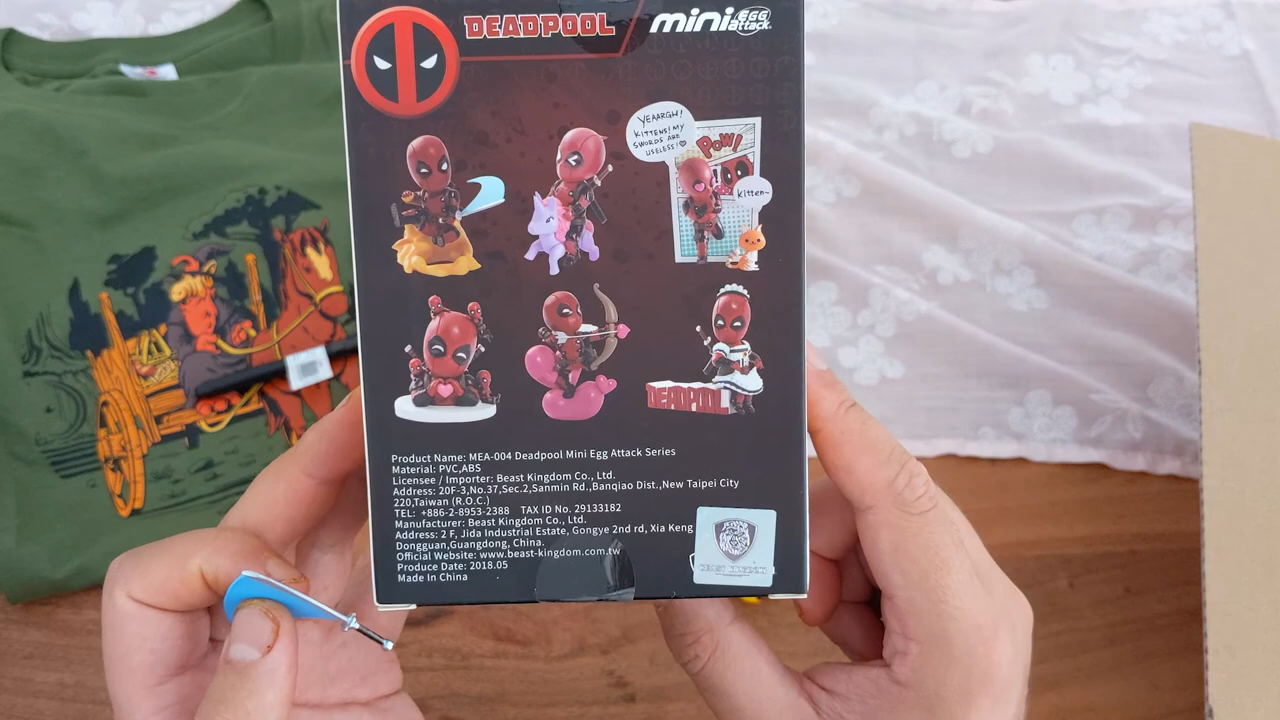 DEADPOOL
mini EGG attack
YEAARGH!
KITTENS! MY
SWORDS ARE
USELESS!
POW!
Kitten~
DEADPOOL
Product Name: MEA-004 Deadpool Mini Egg Attack Series
Material: PVC,ABS
Licensee / Importer: Beast Kingdom Co., Ltd.
Address: 20F-3,No.37,Sec.2,Sanmin Rd.,Banqiao Dist.,New Taipei City
220,Taiwan (R.O.C.)
TEL: +886-2-8953-2388 TAX ID No. 29133182
Manufacturer: Beast Kingdom Co., Ltd.
Address: 2 F, Jida Industrial Estate, Gongye 2nd rd, Xia Keng
Dongguan,Guangdong, China.
Official Website: www.beast-kingdom.com.tw
Produce Date: 2018.05
Made In China
BEAST KINGDOM